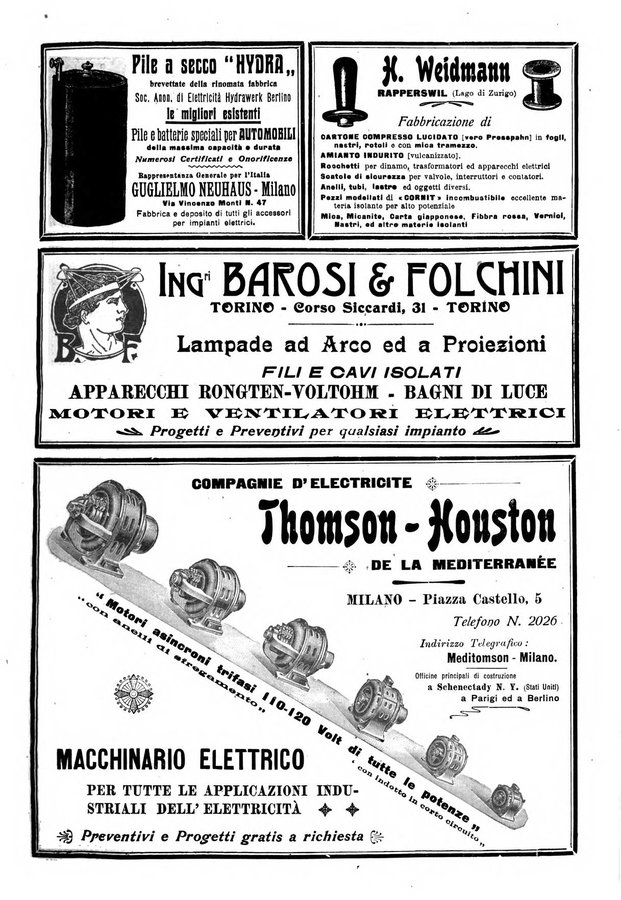 Pile a secco "HYDRA„
brevettate della rinomata fabbrica
Soc. Anon. di Elettricità Hydrawerk Berlino
le migliori esistenti
Pile e batterie speciali per AUTOMOBILI
della massima capacità e durata
Numerosi Certificati e Onorificenze
Rappresentanza Generale per l'Italia
GUGLIELMO NEUHAUS - Milano
Via Vincenzo Monti N. 47
Fabbrica e deposito di tutti gli accessori
per impianti elettrici.
H. Weidmann
RAPPERSWIL (Lago di Zurigo)
Fabbricazione di
CARTONE COMPRESSO LUCIDATO [vero Presspahn] in fogli,
nastri, rotoli e con mica tramezzo.
AMIANTO INDURITO [vulcanizzato].
Rocchetti per dinamo, trasformatori ed apparecchi elettrici
Scatole di sicurezza per valvole, interruttori e contatori.
Anelli, tubi, lastre ed oggetti diversi.
Pezzi modellati di «CORNIT» incombustibile eccellente ma-
teria isolante per alto potenziale
Mica, Micanite, Carta giapponese, Fibbra rossa, Vernici,
Nastri, ed altre materie isolanti
INGri BAROSI & FOLCHINI
TORINO - Corso Siccardi, 31 - TORINO
B. F.
Lampade ad Arco ed a Proiezioni
FILI E CAVI ISOLATI
APPARECCHI RONGTEN-VOLTOHM - BAGNI DI LUCE
MOTORI E VENTILATORI ELETTRICI
Progetti e Preventivi per qualsiasi impianto
COMPAGNIE D'ELECTRICITE
Thomson - Houston
DE LA MEDITERRANÉE
MILANO - Piazza Castello, 5
Telefono N. 2026
Indirizzo Telegrafico:
Meditomson - Milano.
Officine principali di costruzione
a Schenectady N. Y. (Stati Uniti)
a Parigi ed a Berlino
"Motori asincroni trifasi 110-120 Volt di tutte le potenze„
"con anelli di sfregamento„
'con indotto in corto circuito„
MACCHINARIO ELETTRICO
PER TUTTE LE APPLICAZIONI INDU-
STRIALI DELL' ELETTRICITÀ
Preventivi e Progetti gratis a richiesta